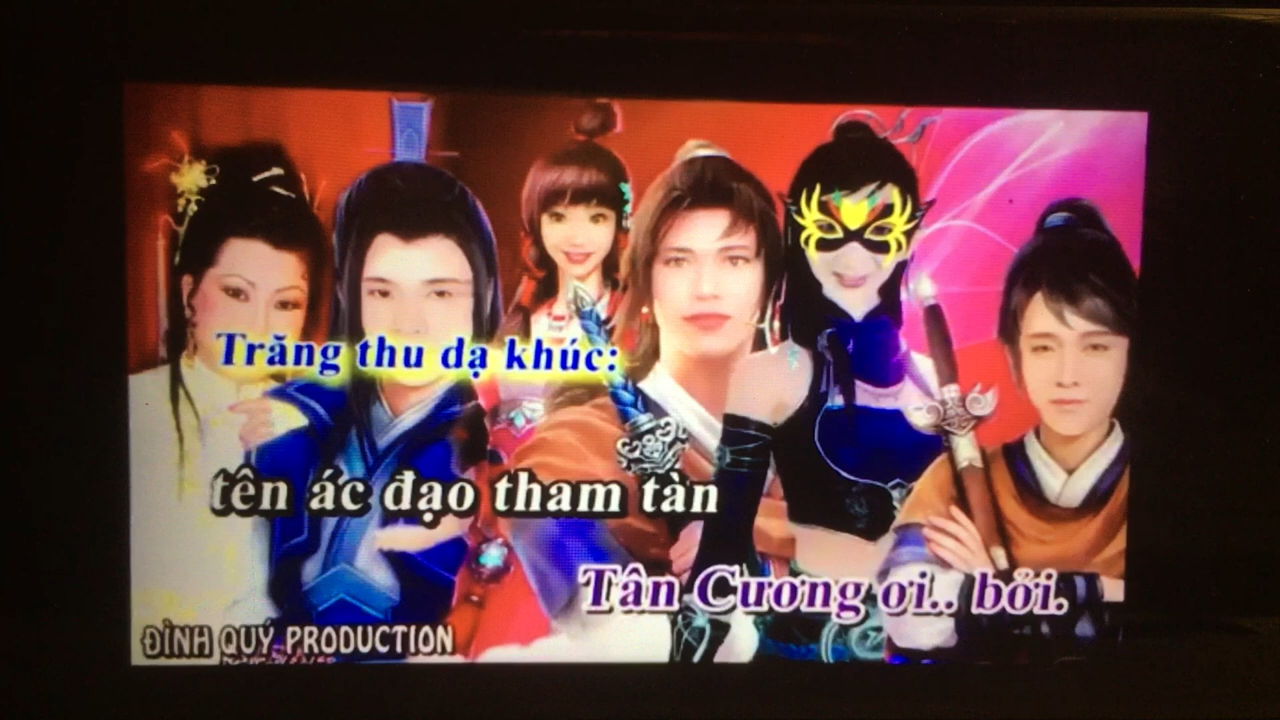 Trăng thu dạ khúc:
tên ác đạo tham tàn
Tân Cương ơi.. bởi.
ĐÌNH QUÝ PRODUCTION